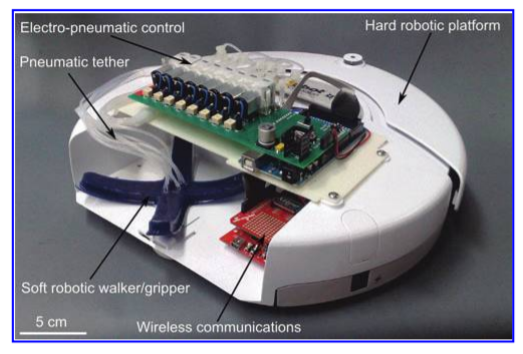 Electro-pneumatic control
Hard robotic platform
Pneumatic tether
Soft robotic walker/gripper
5 cm
Wireless communications